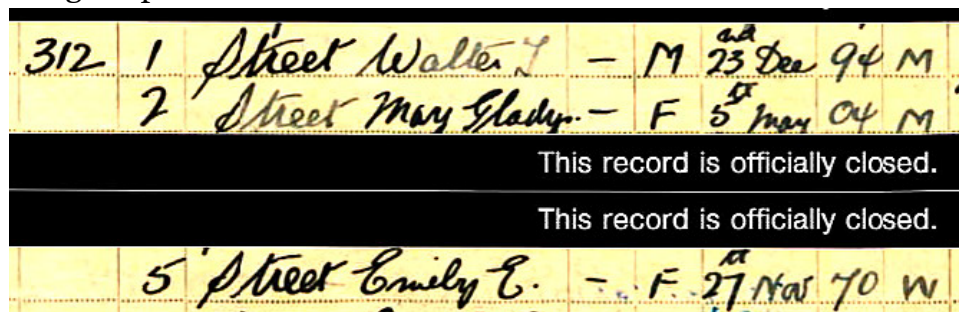 312 1 Street Walter J — M 23rd Dec 94 M
2 Street May Gladys — F 5th May 04 M
This record is officially closed.
This record is officially closed.
5 Street Emily E. — F 27th Nov 70 W